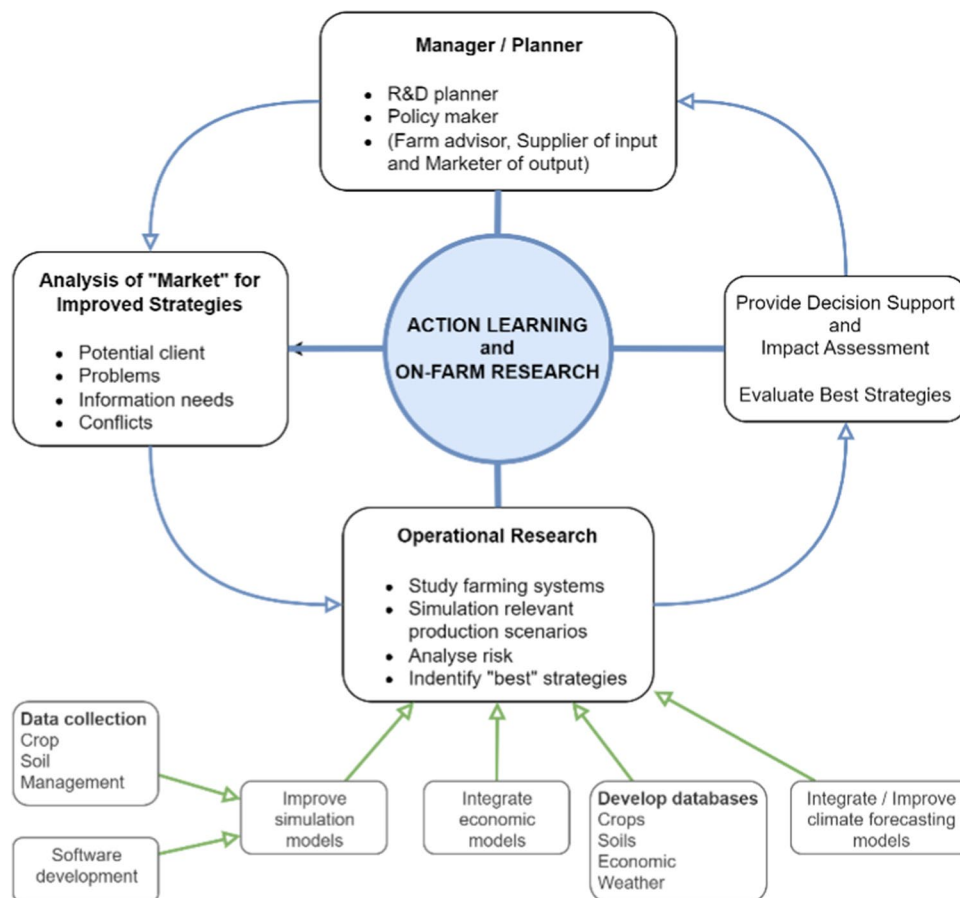 Manager / Planner
• R&D planner
• Policy maker
• (Farm advisor, Supplier of input
and Marketer of output)
Analysis of "Market" for
Improved Strategies
• Potential client
• Problems
• Information needs
• Conflicts
ACTION LEARNING
and
ON-FARM RESEARCH
Provide Decision Support
and
Impact Assessment
Evaluate Best Strategies
Operational Research
• Study farming systems
• Simulation relevant
production scenarios
• Analyse risk
• Indentify "best" strategies
Data collection
Crop
Soil
Management
Software
development
Improve
simulation
models
Integrate
economic
models
Develop databases
Crops
Soils
Economic
Weather
Integrate / Improve
climate forecasting
models